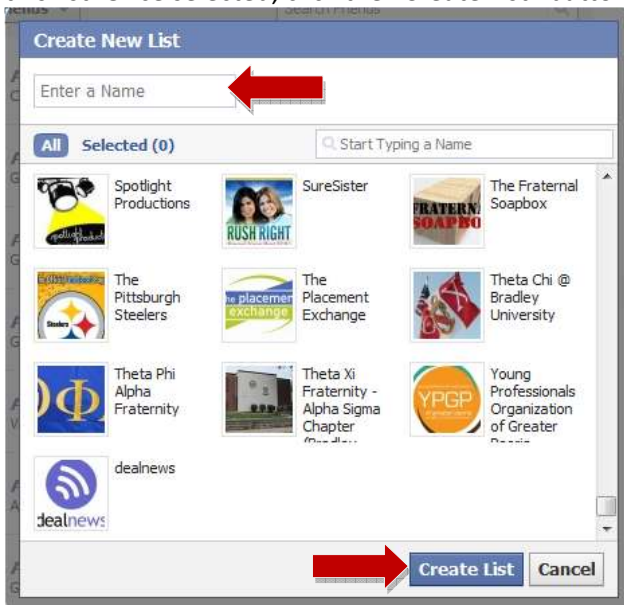 Create New List
Enter a Name
All Selected (0)
Start Typing a Name
Spotlight
Productions
RUSH RIGHT
SureSister
FRATERN
SOAPBO
The Fraternal
Soapbox
Steelers
The
Pittsburgh
Steelers
placemen
exchange
The
Placement
Exchange
Theta Chi @
Bradley
University
ΟΦ
Theta Phi
Alpha
Fraternity
Theta Xi
Fraternity -
Alpha Sigma
Chapter
YPGP
Young
Professionals
Organization
of Greater
dealnews
dealnews
Create List Cancel